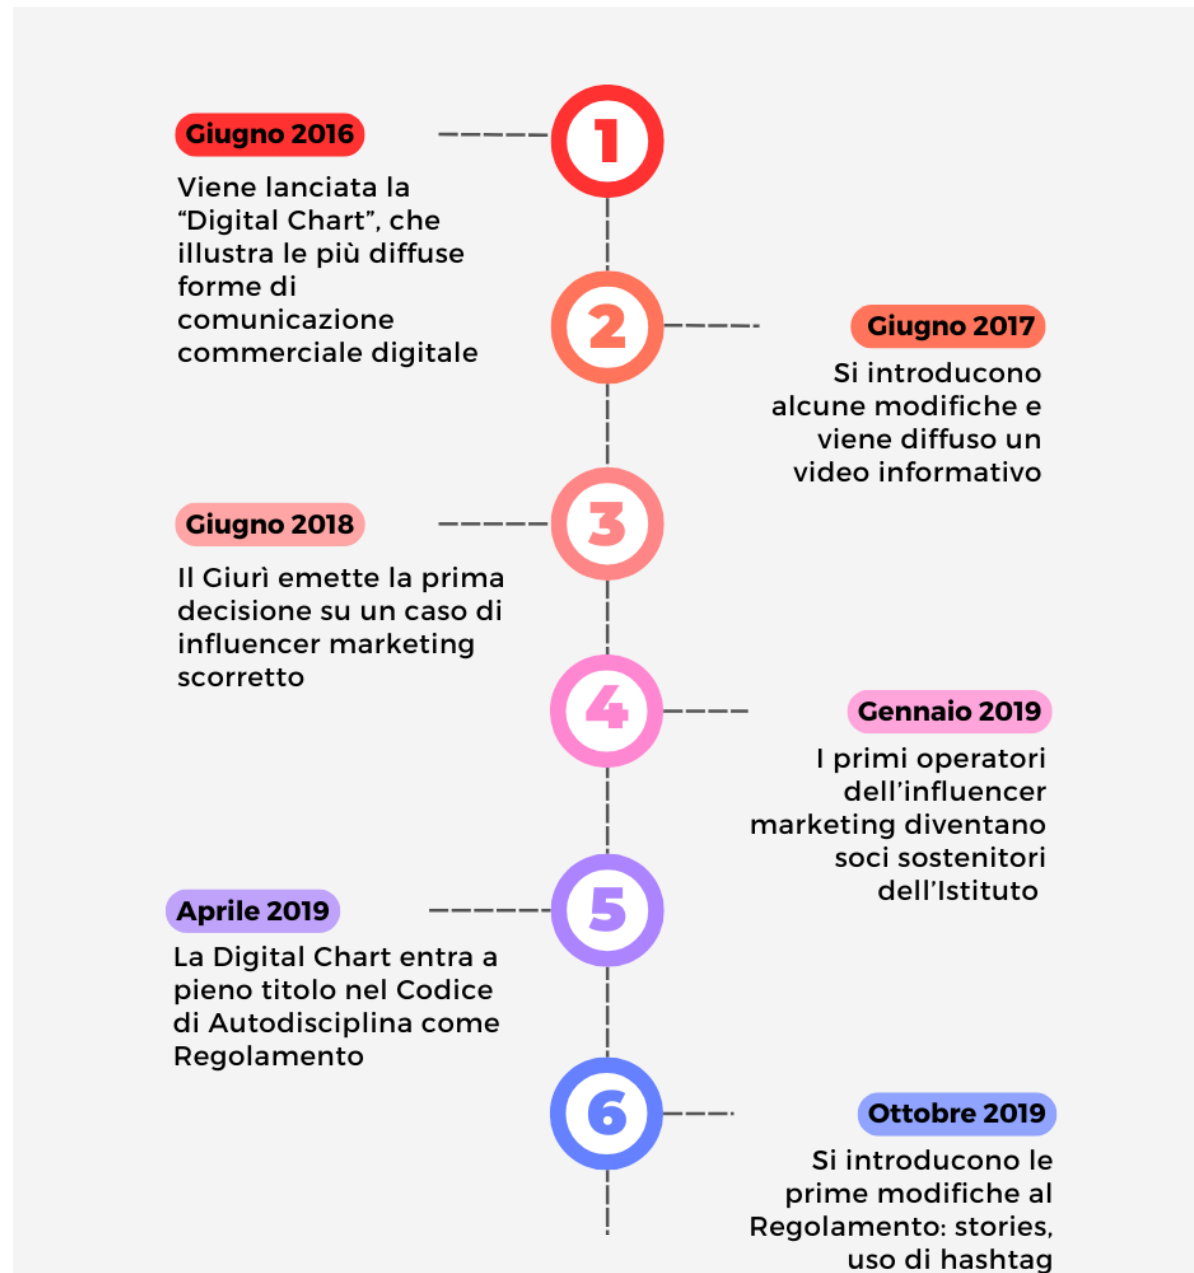 1
Giugno 2016
Viene lanciata la
“Digital Chart”, che
illustra le più diffuse
forme di
comunicazione
commerciale digitale
2
Giugno 2017
Si introducono
alcune modifiche e
viene diffuso un
video informativo
3
Giugno 2018
Il Giurì emette la prima
decisione su un caso di
influencer marketing
scorretto
4
Gennaio 2019
I primi operatori
dell’influencer
marketing diventano
soci sostenitori
dell’Istituto
5
Aprile 2019
La Digital Chart entra a
pieno titolo nel Codice
di Autodisciplina come
Regolamento
6
Ottobre 2019
Si introducono le
prime modifiche al
Regolamento: stories,
uso di hashtag